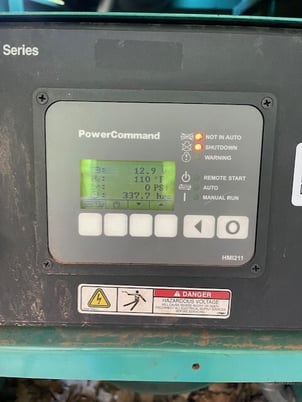 Series
PowerCommand
NOT IN AUTO
SHUTDOWN
WARNING
12.9 V
110 °F
0 PSI
337.7 hrs
REMOTE START
AUTO
MANUAL RUN
HMI211
DANGER
HAZARDOUS VOLTAGE